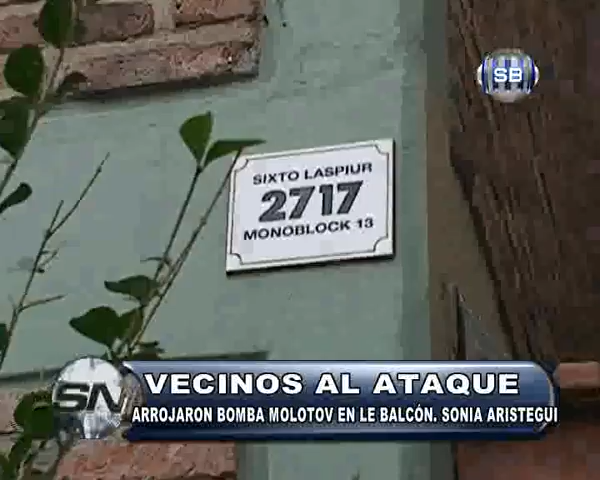 SB
SIXTO LASPIUR
2717
MONOBLOCK 13
SN
VECINOS AL ATAQUE
ARROJARON BOMBA MOLOTOV EN LE BALCÓN. SONIA ARISTEGUI